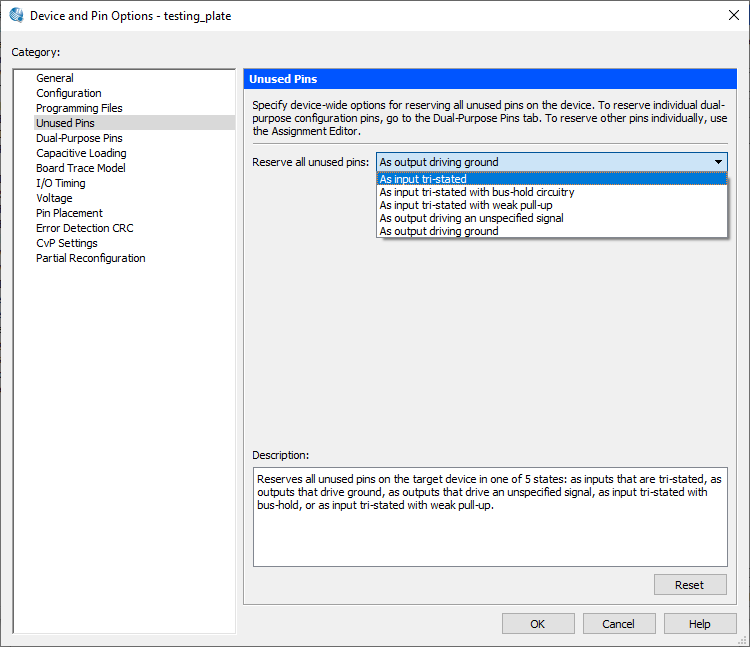 Device and Pin Options - testing_plate
Category:
General
Configuration
Programming Files
Unused Pins
Dual-Purpose Pins
Capacitive Loading
Board Trace Model
I/O Timing
Voltage
Pin Placement
Error Detection CRC
CvP Settings
Partial Reconfiguration
Unused Pins
Specify device-wide options for reserving all unused pins on the device. To reserve individual dual-
purpose configuration pins, go to the Dual-Purpose Pins tab. To reserve other pins individually, use
the Assignment Editor.
Reserve all unused pins: As output driving ground
As input tri-stated
As input tri-stated with bus-hold circuitry
As input tri-stated with weak pull-up
As output driving an unspecified signal
As output driving ground
Description:
Reserves all unused pins on the target device in one of 5 states: as inputs that are tri-stated, as
outputs that drive ground, as outputs that drive an unspecified signal, as input tri-stated with
bus-hold, or as input tri-stated with weak pull-up.
Reset
OK Cancel Help